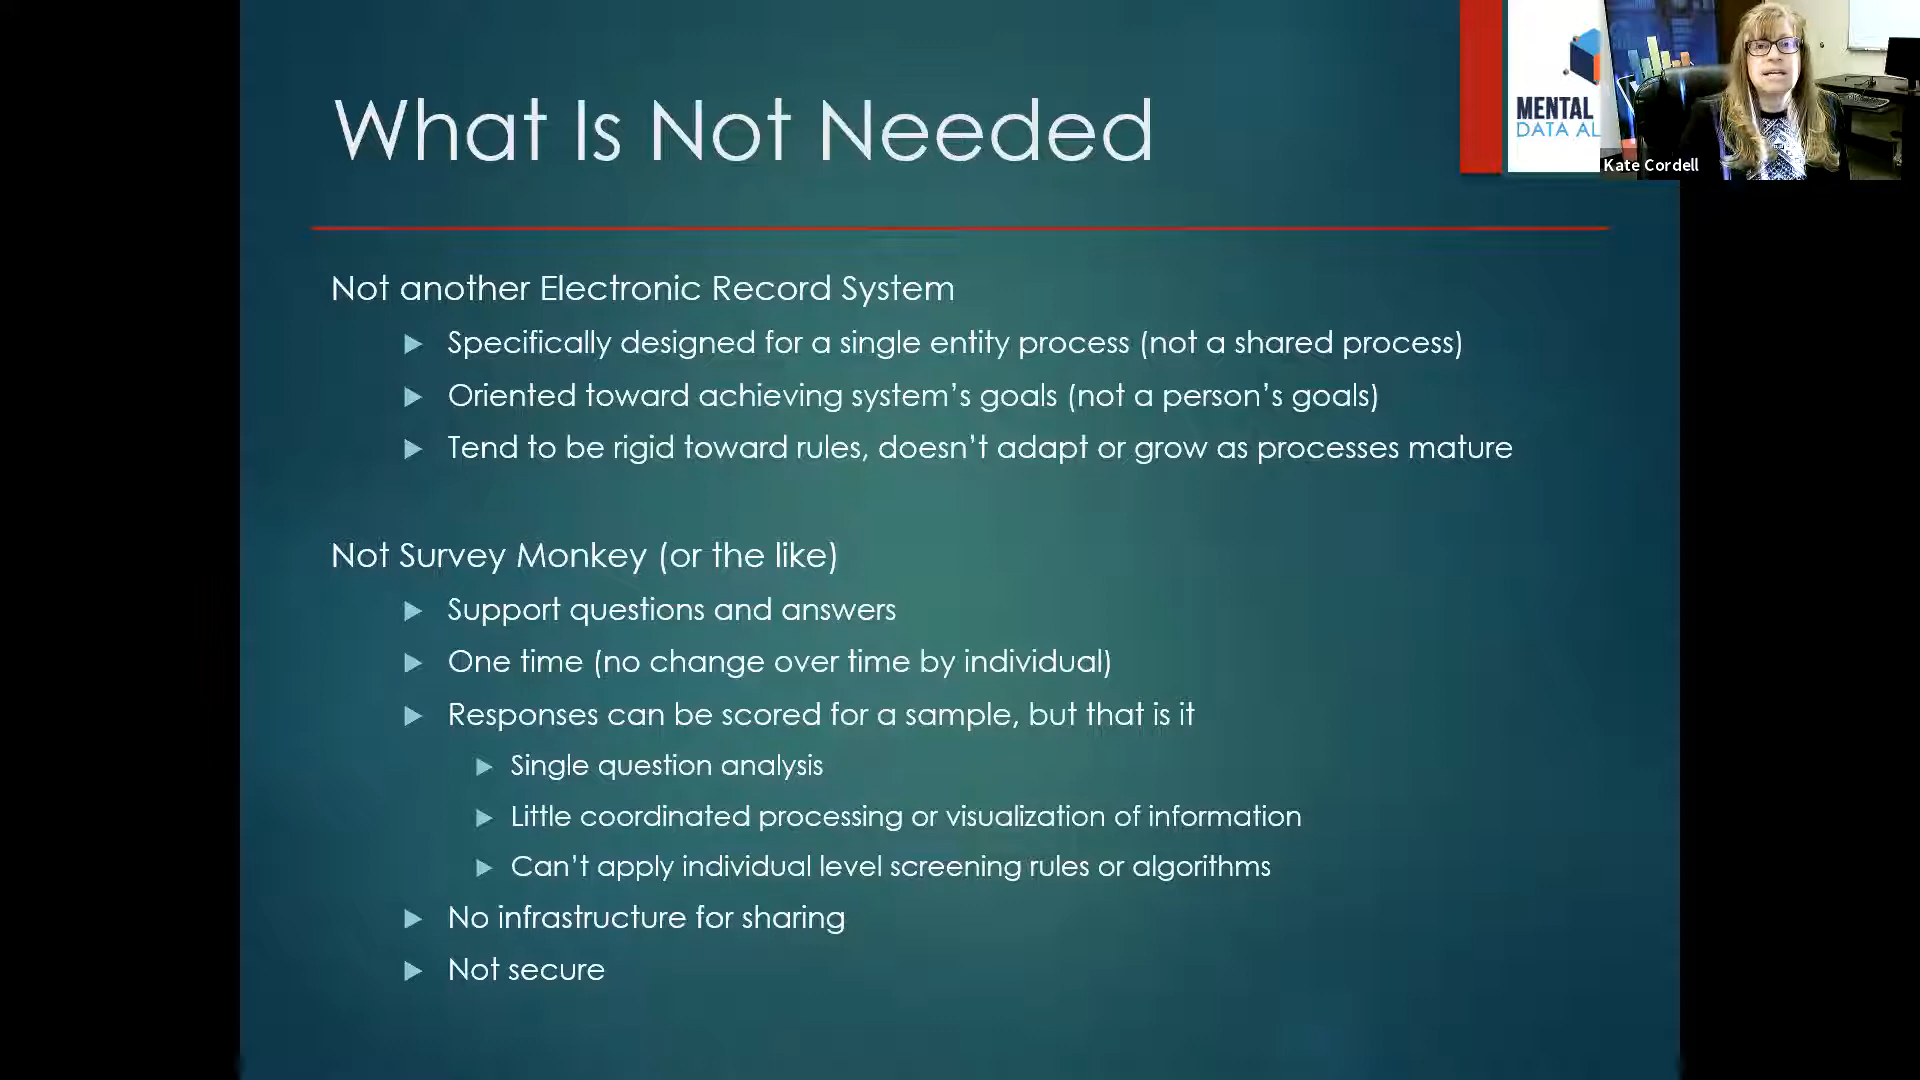 What Is Not Needed
MENTAL
DATA AL
Kate Cordell
Not another Electronic Record System
Specifically designed for a single entity process (not a shared process)
Oriented toward achieving system’s goals (not a person’s goals)
Tend to be rigid toward rules, doesn’t adapt or grow as processes mature
Not Survey Monkey (or the like)
Support questions and answers
One time (no change over time by individual)
Responses can be scored for a sample, but that is it
Single question analysis
Little coordinated processing or visualization of information
Can’t apply individual level screening rules or algorithms
No infrastructure for sharing
Not secure